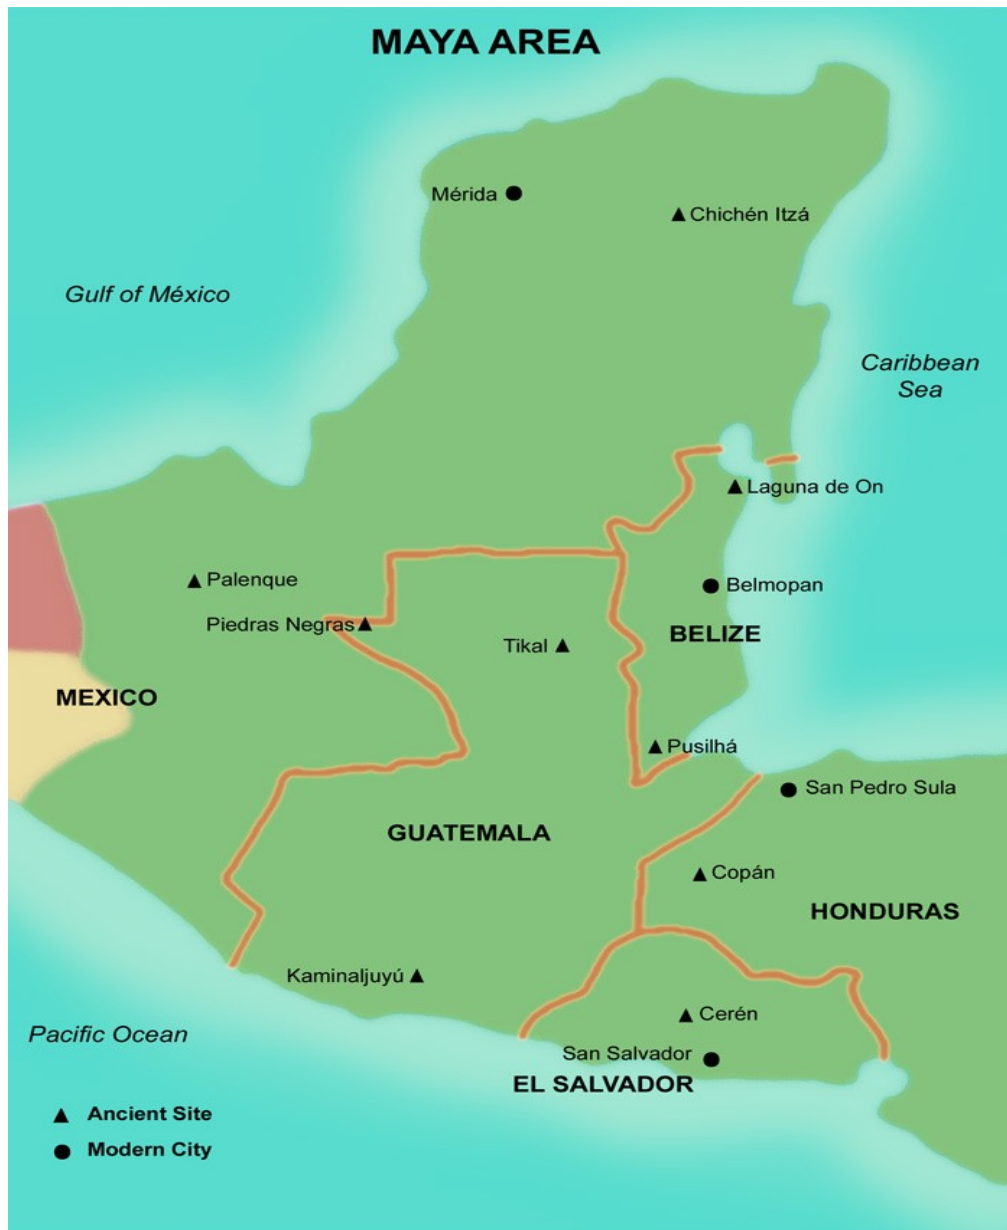 MAYA AREA
Mérida
Chichén Itzá
Gulf of México
Caribbean
Sea
Laguna de On
Palenque
Belmopan
Piedras Negras
BELIZE
Tikal
MEXICO
Pusilhá
San Pedro Sula
GUATEMALA
Copán
HONDURAS
Kaminaljuyú
Cerén
Pacific Ocean
San Salvador
EL SALVADOR
Ancient Site
Modern City